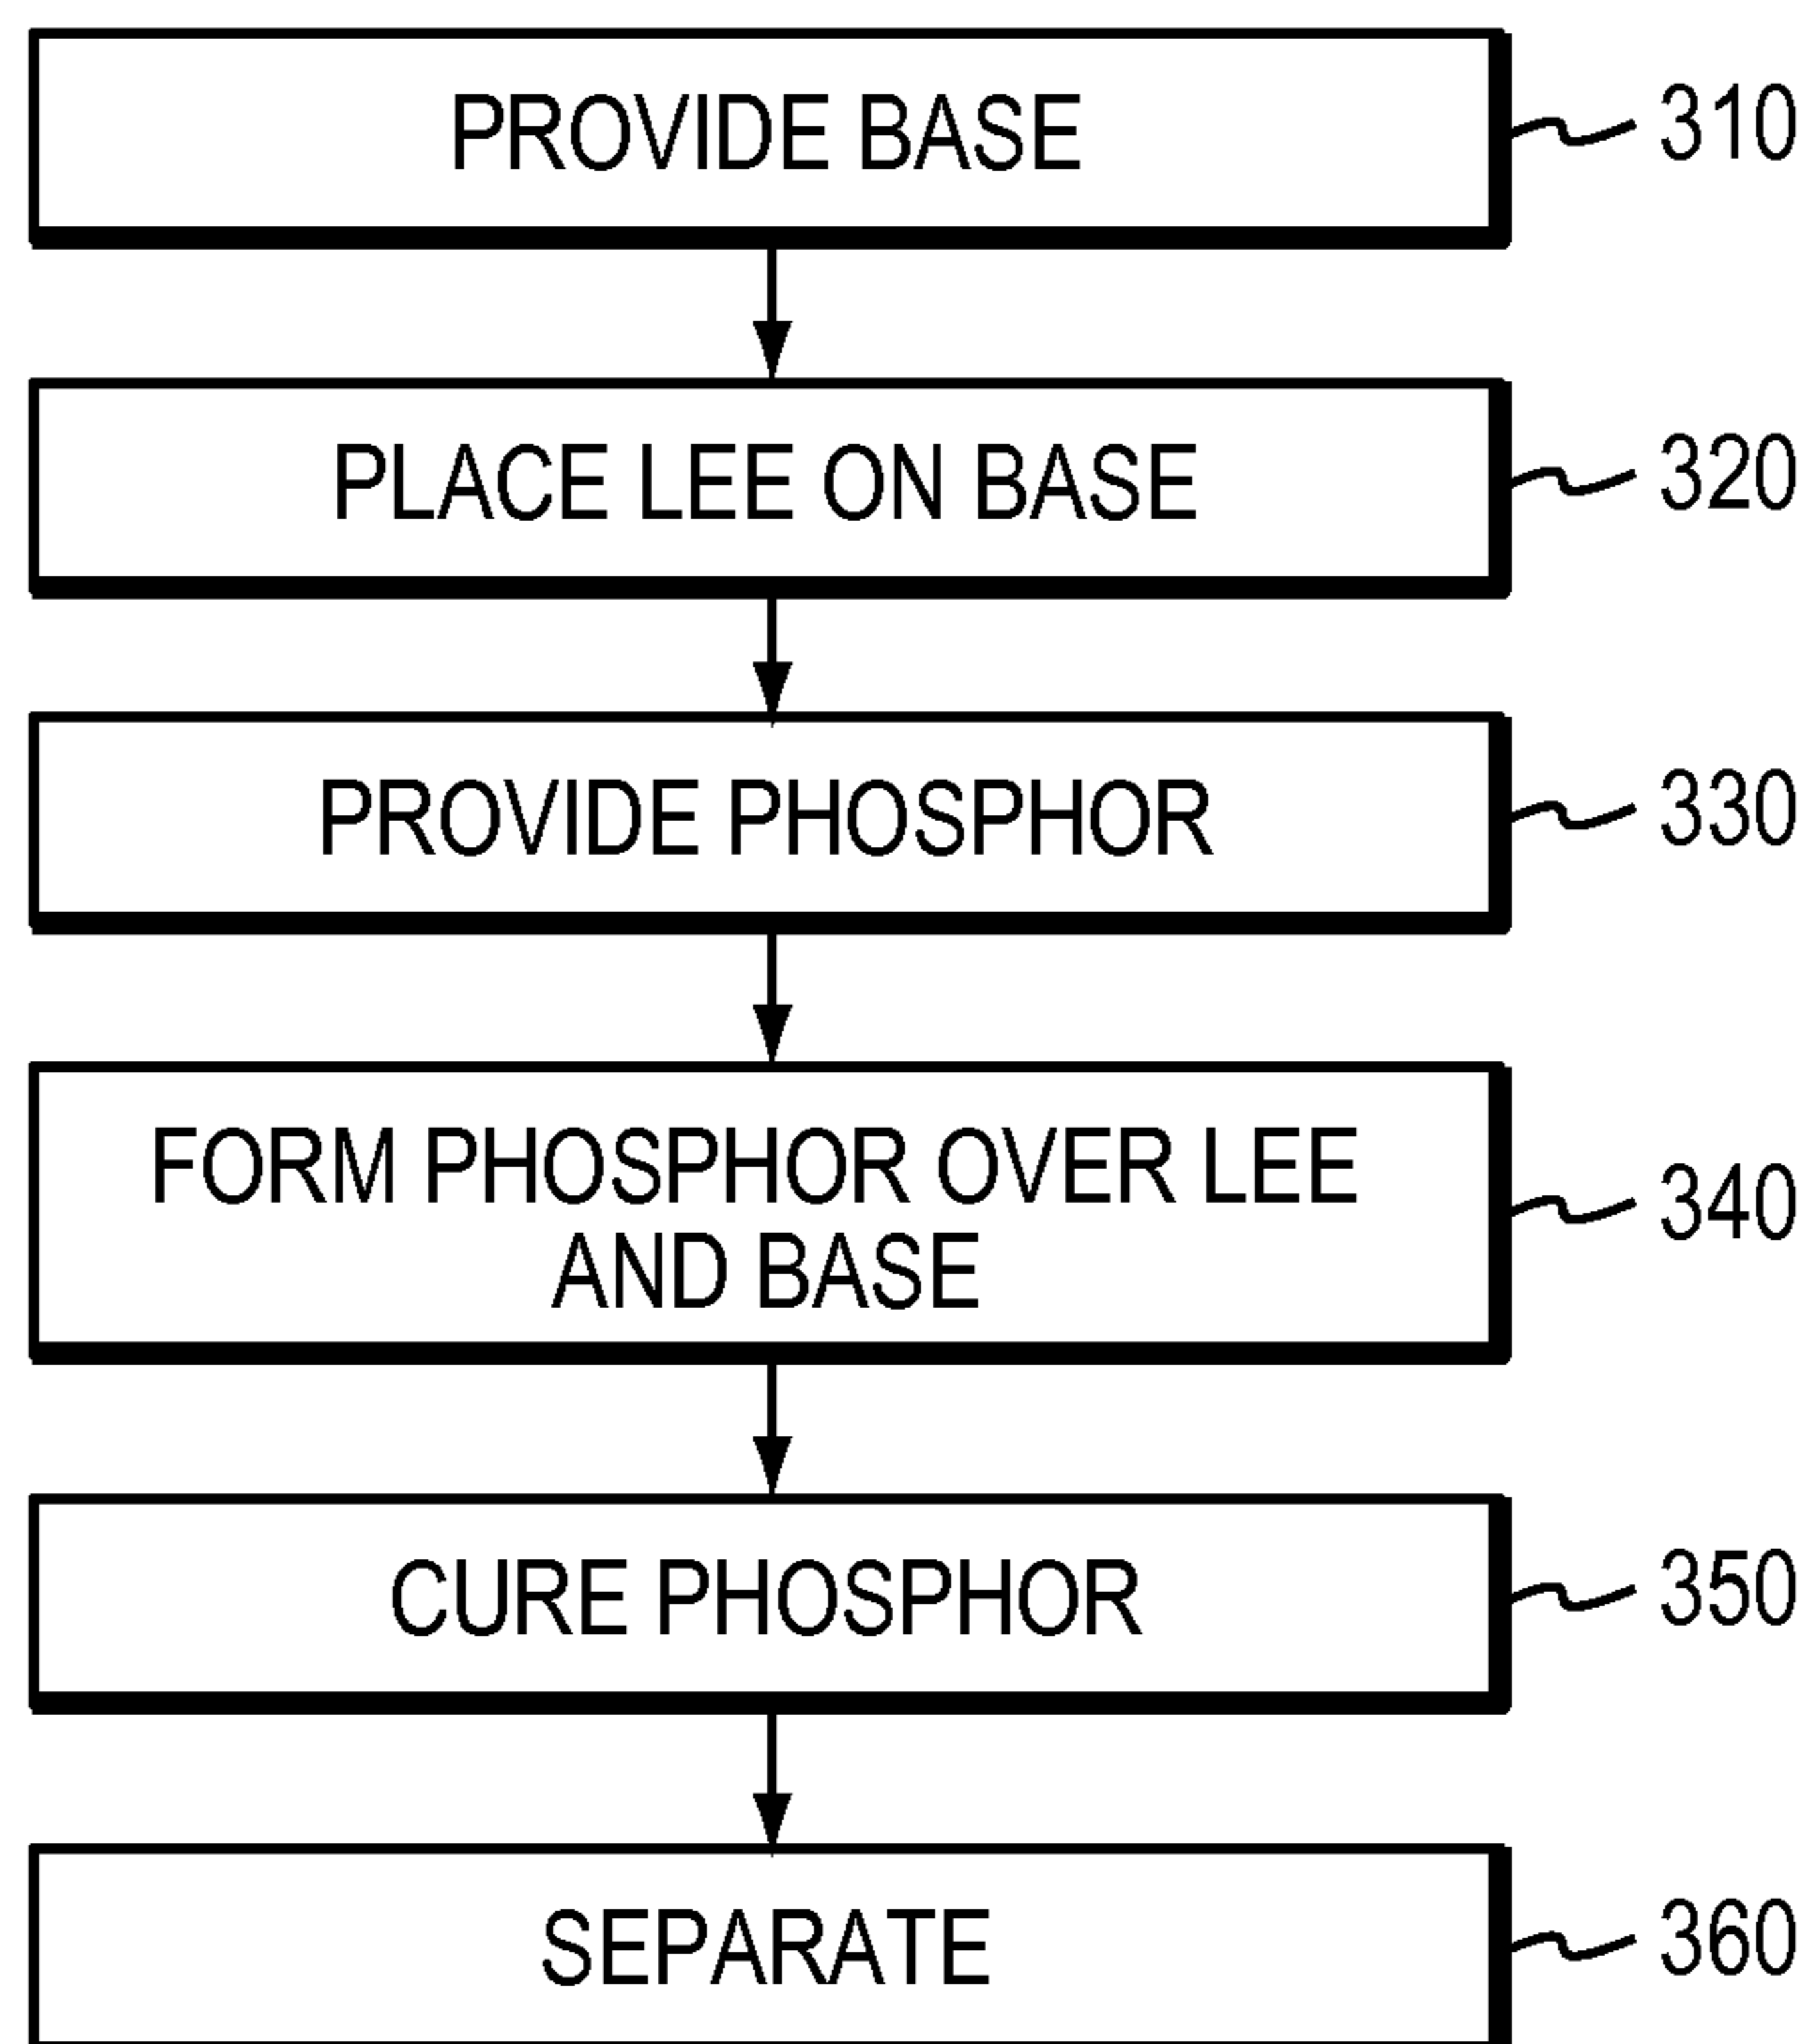 PROVIDE BASE
310
PLACE LEE ON BASE
320
PROVIDE PHOSPHOR
330
FORM PHOSPHOR OVER LEE
AND BASE
340
CURE PHOSPHOR
350
SEPARATE
360